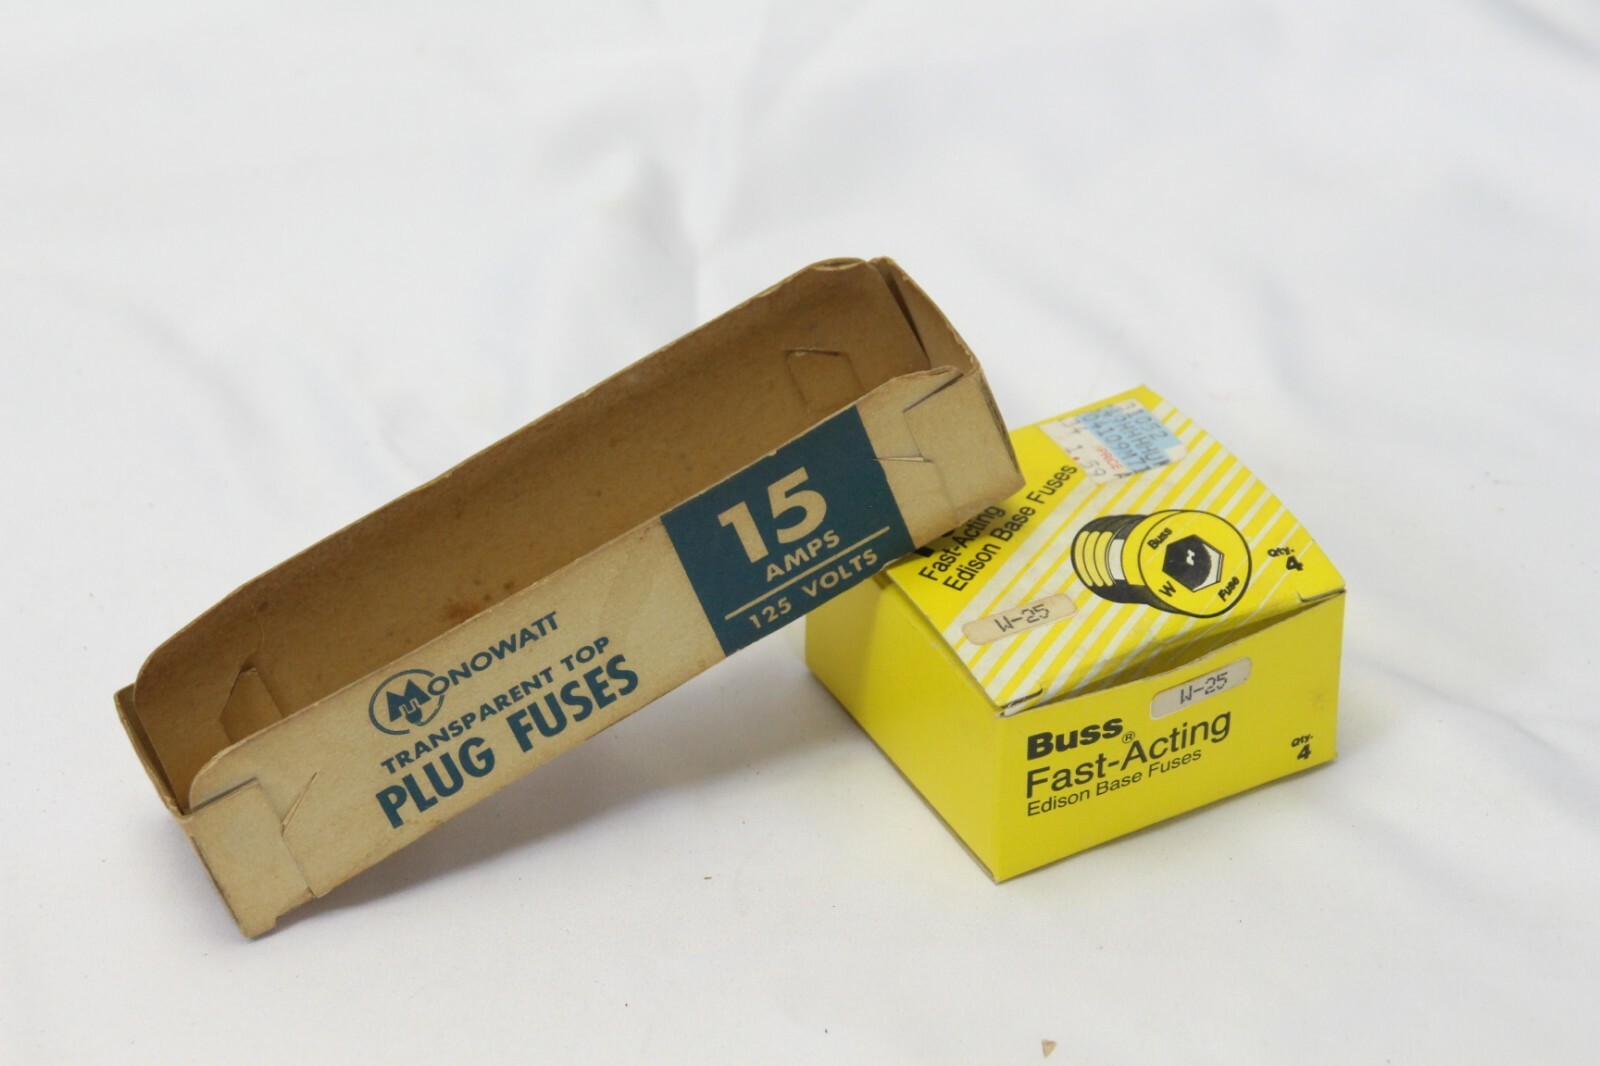 MONOWATT
TRANSPARENT TOP
PLUG FUSES
15
AMPS
125 VOLTS
Fast-Acting
Edison Base Fuses
W-25
Buss
W
Fuse
Qty.
4
W-25
Buss®
Fast-Acting
Edison Base Fuses
Qty.
4